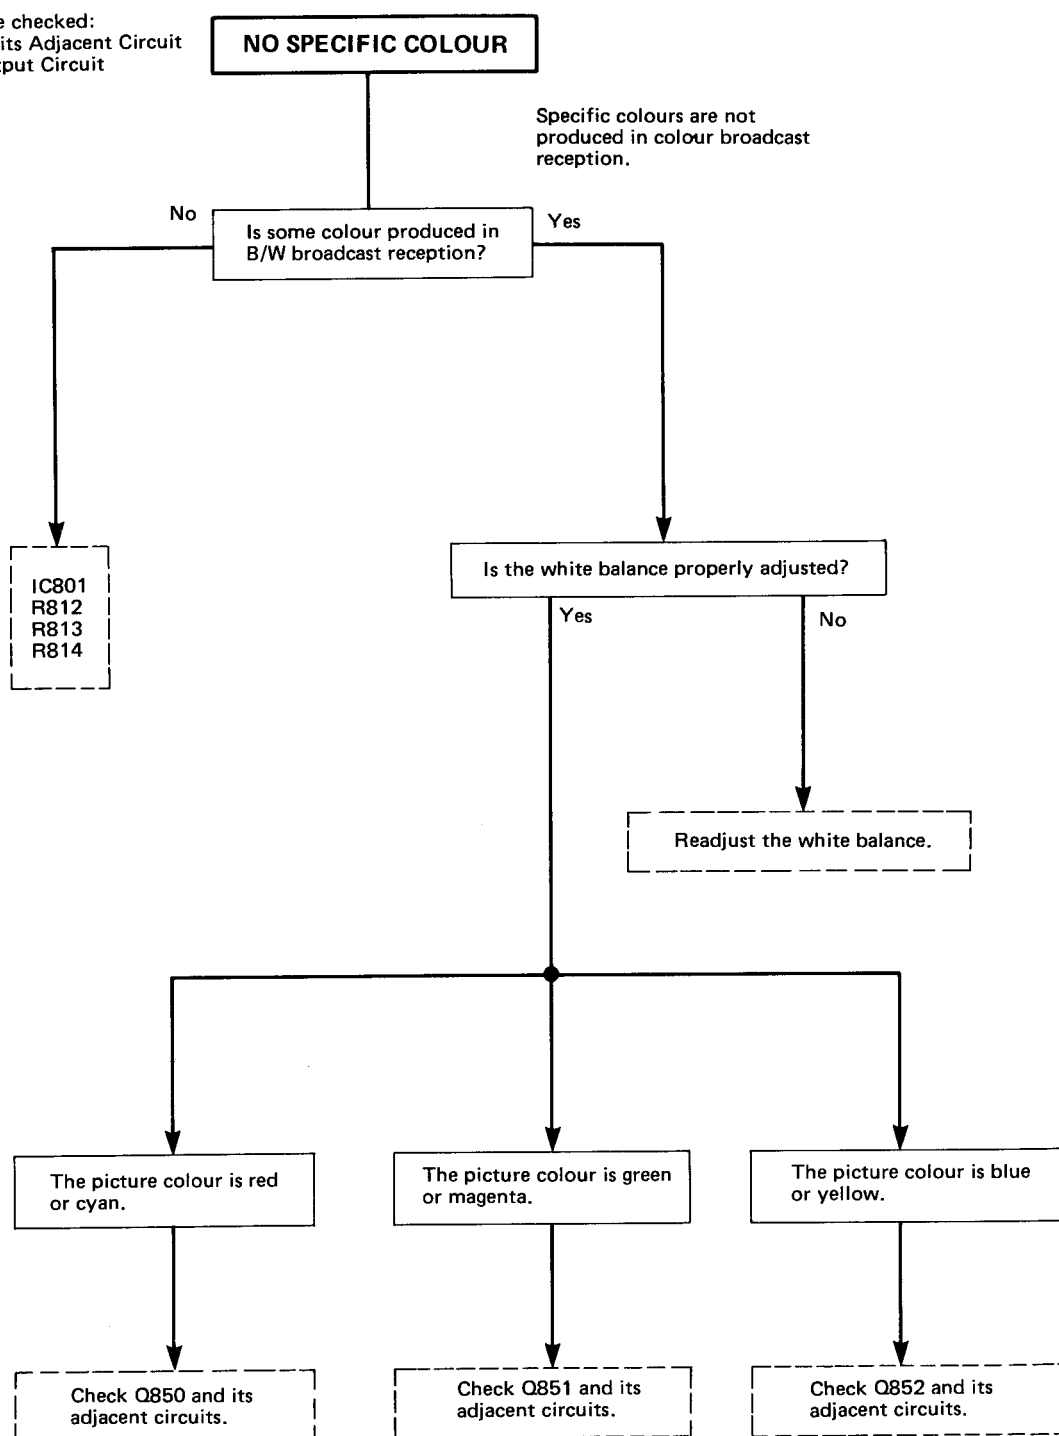 checked:
its Adjacent Circuit
Circuit
NO SPECIFIC COLOUR
Specific colours are not
produced in colour broadcast
reception.
No
Is some colour produced in
B/W broadcast reception?
Yes
IC801
R812
R813
R814
Is the white balance properly adjusted?
Yes
No
Readjust the white balance.
The picture colour is red
or cyan.
The picture colour is green
or magenta.
The picture colour is blue
or yellow.
Check Q850 and its
adjacent circuits.
Check Q851 and its
adjacent circuits.
Check Q852 and its
adjacent circuits.